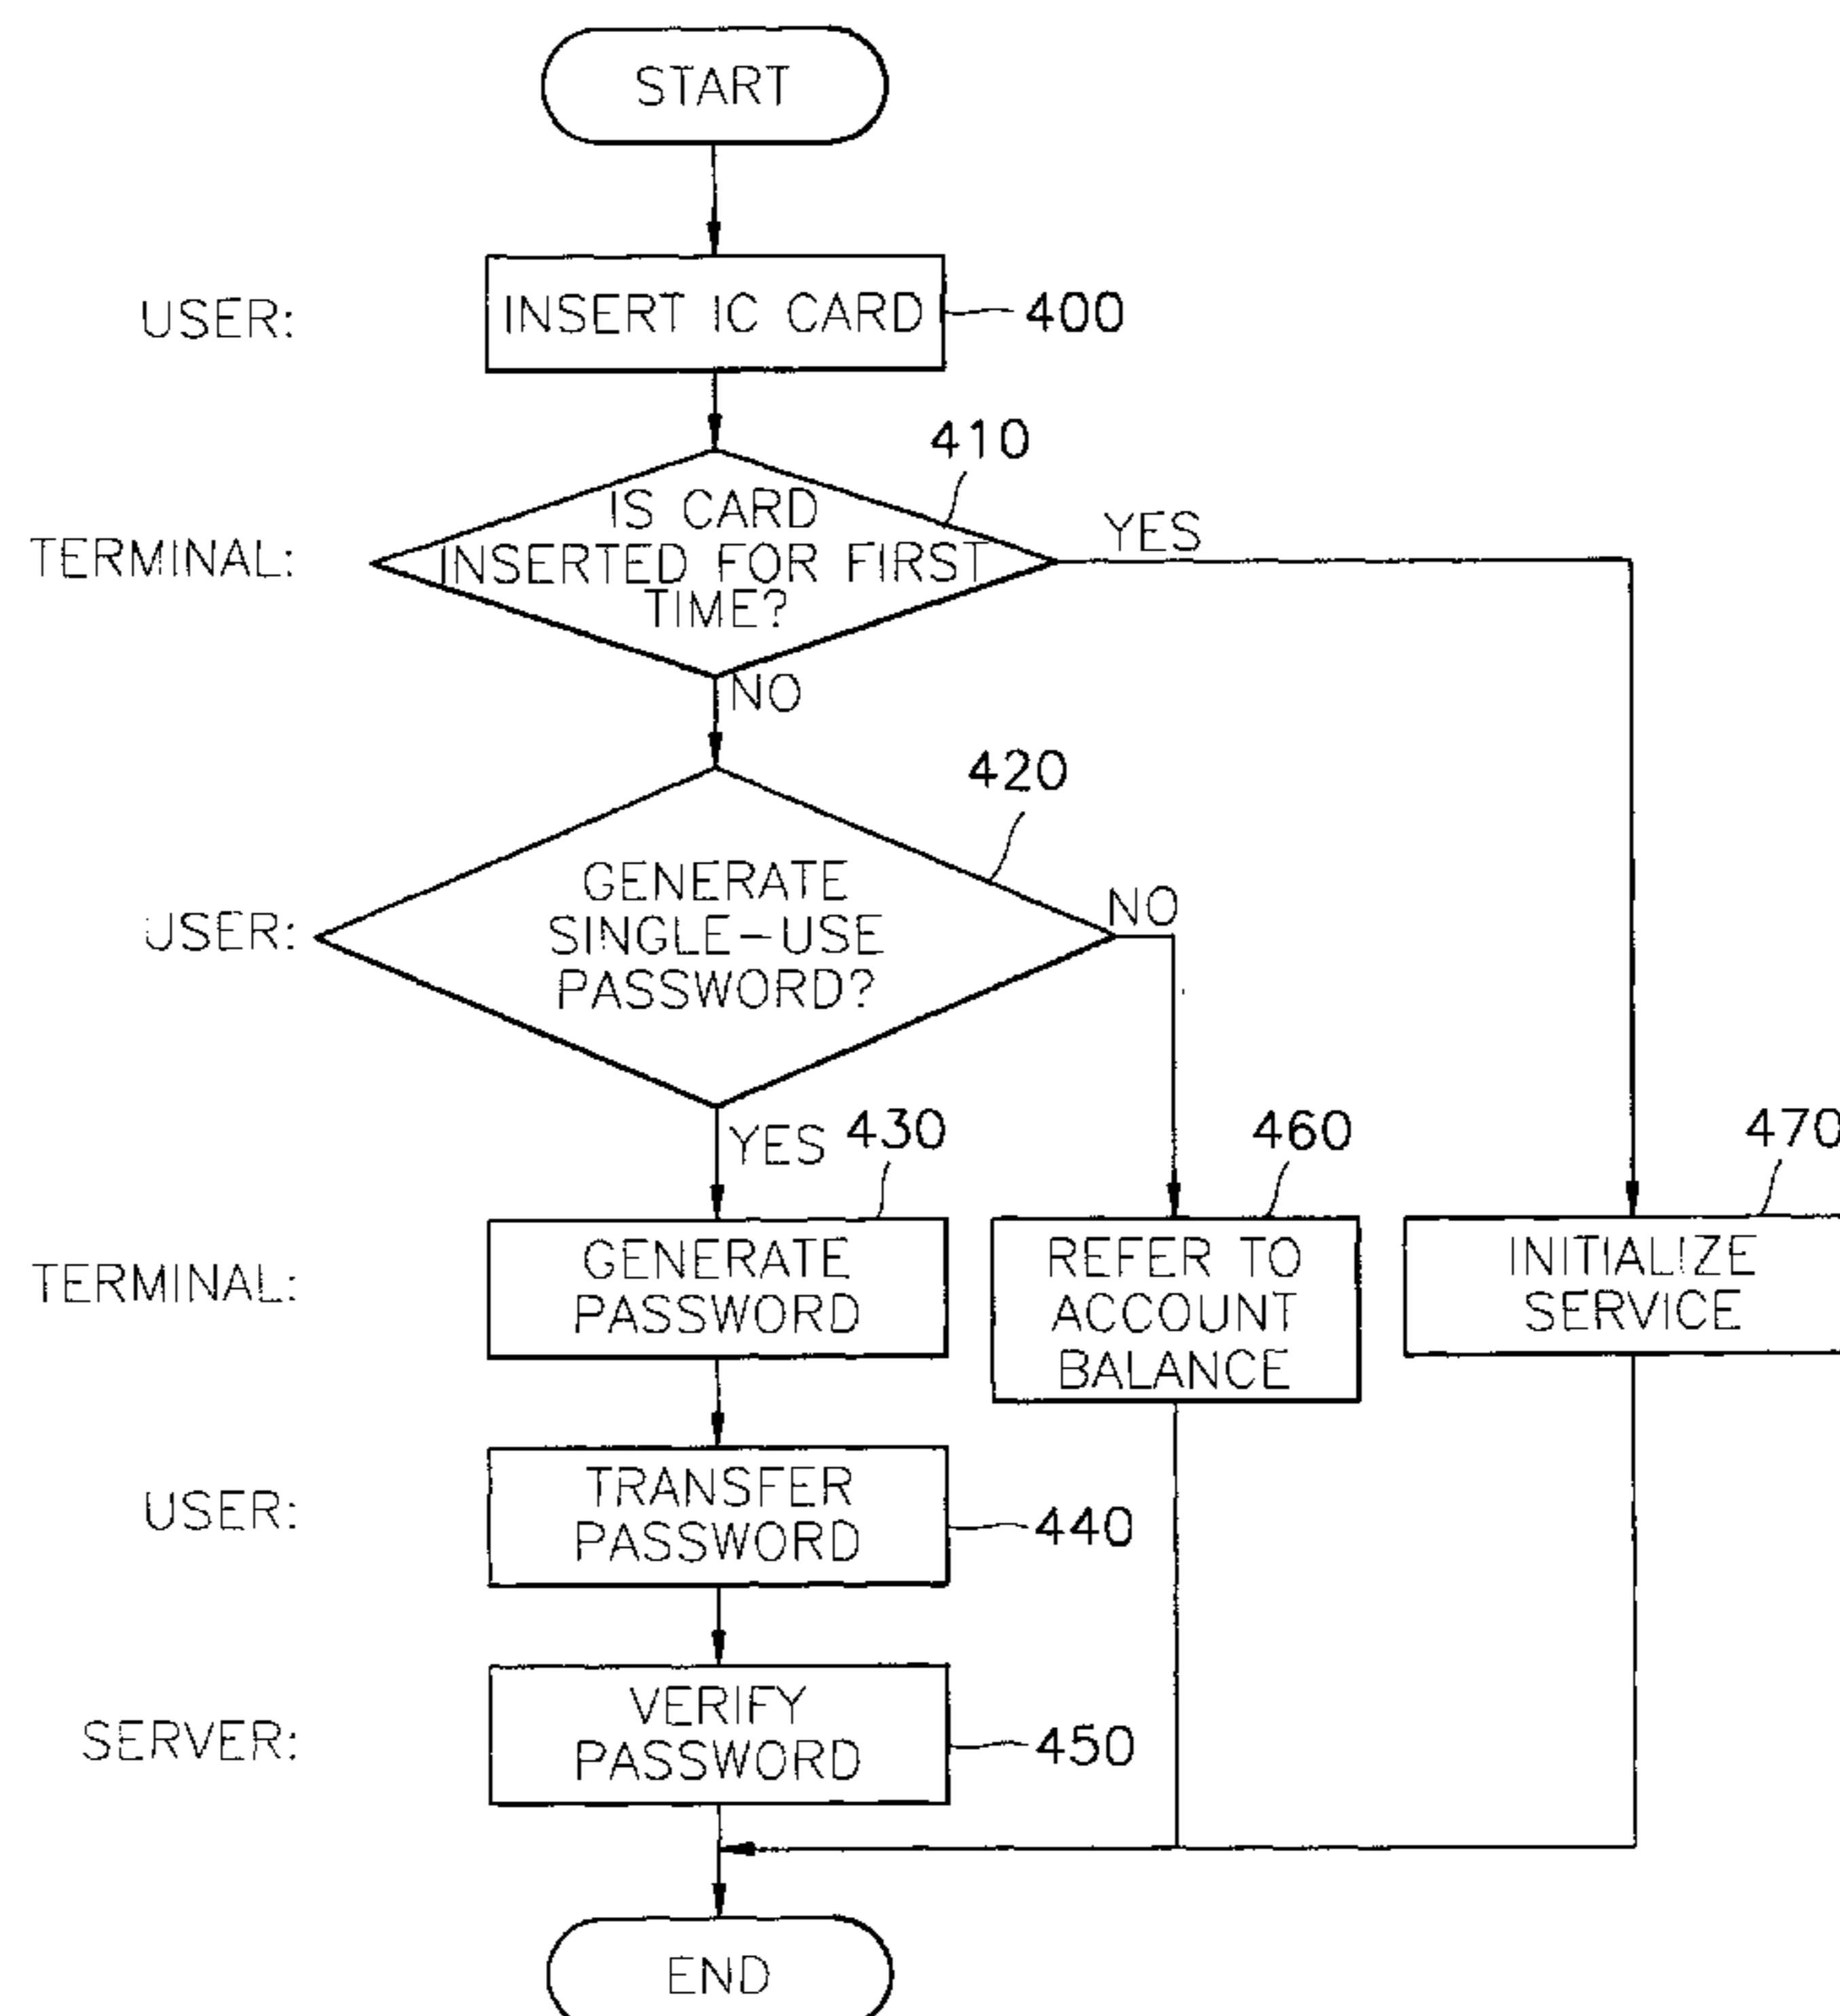 START
USER:
INSERT IC CARD
400
410
TERMINAL:
IS CARD
INSERTED FOR FIRST
TIME?
YES
NO
420
USER:
GENERATE
SINGLE-USE
PASSWORD?
NO
YES
430
460
470
TERMINAL:
GENERATE
PASSWORD
REFER TO
ACCOUNT
BALANCE
INITIALIZE
SERVICE
USER:
TRANSFER
PASSWORD
440
SERVER:
VERIFY
PASSWORD
450
END